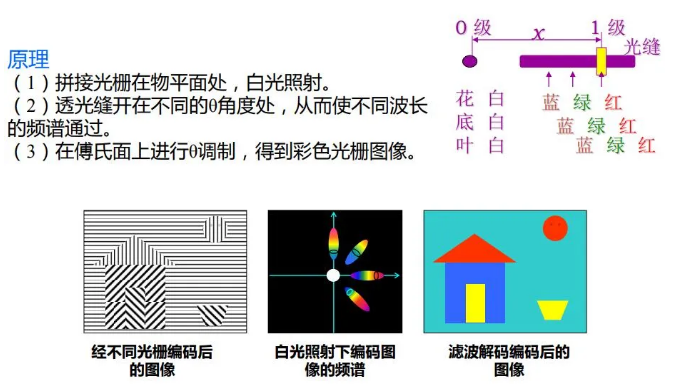 原理
（1）拼接光栅在物平面处，白光照射。
（2）透光缝开在不同的θ角度处，从而使不同波长
的频谱通过。
（3）在傅氏面上进行θ调制，得到彩色光栅图像。
0 级 x 1 级
光缝
花 白 蓝 绿 红
底 白 蓝 绿 红
叶 白 蓝 绿 红
经不同光栅编码后
的图像
白光照射下编码图
像的频谱
滤波解码编码后的
图像